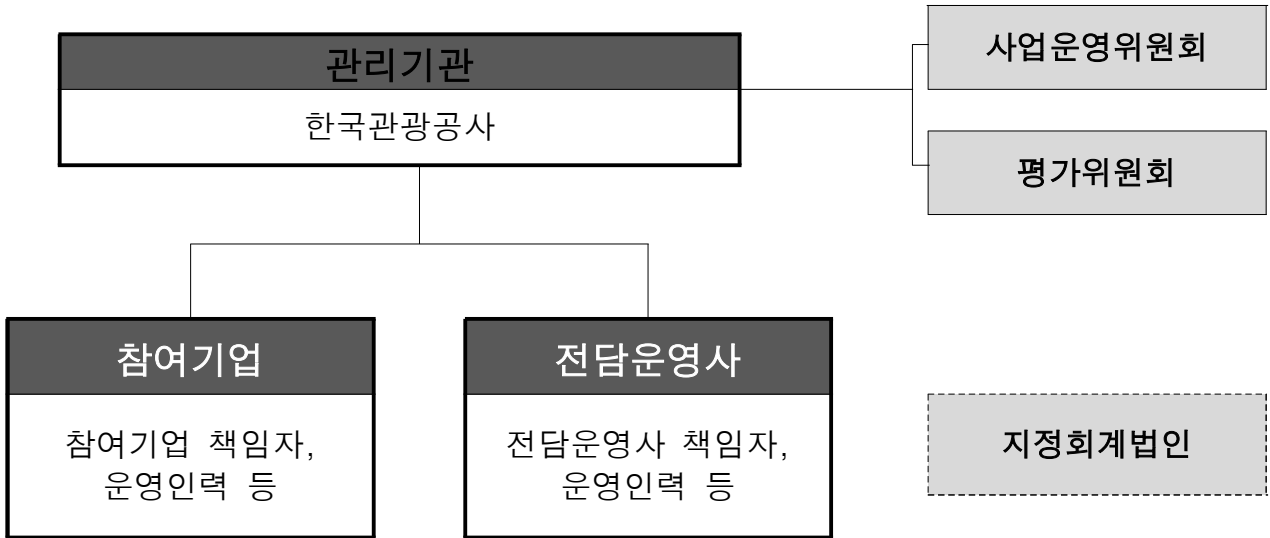 관리기관
한국관광공사
사업운영위원회
평가위원회
참여기업
참여기업 책임자,
운영인력 등
전담운영사
전담운영사 책임자,
운영인력 등
지정회계법인